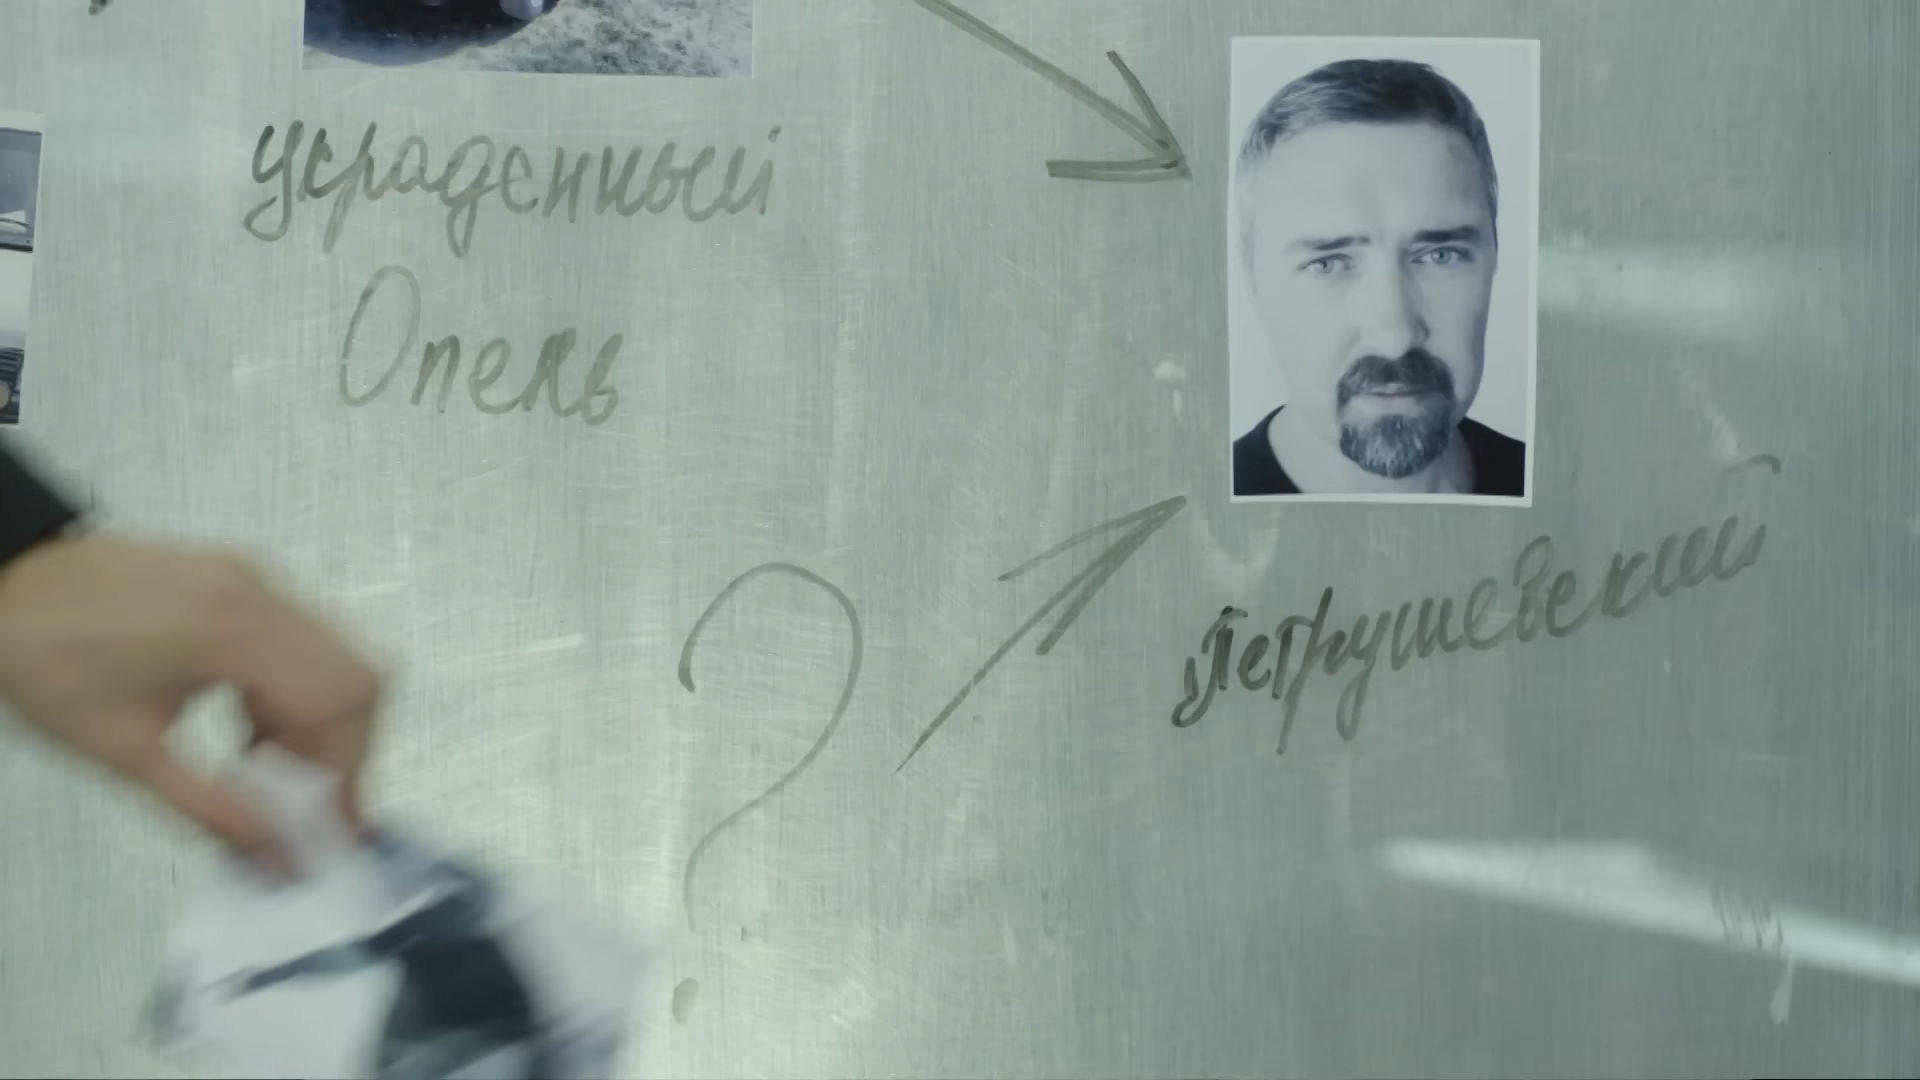 украденный
Опель
?
Петрушевский